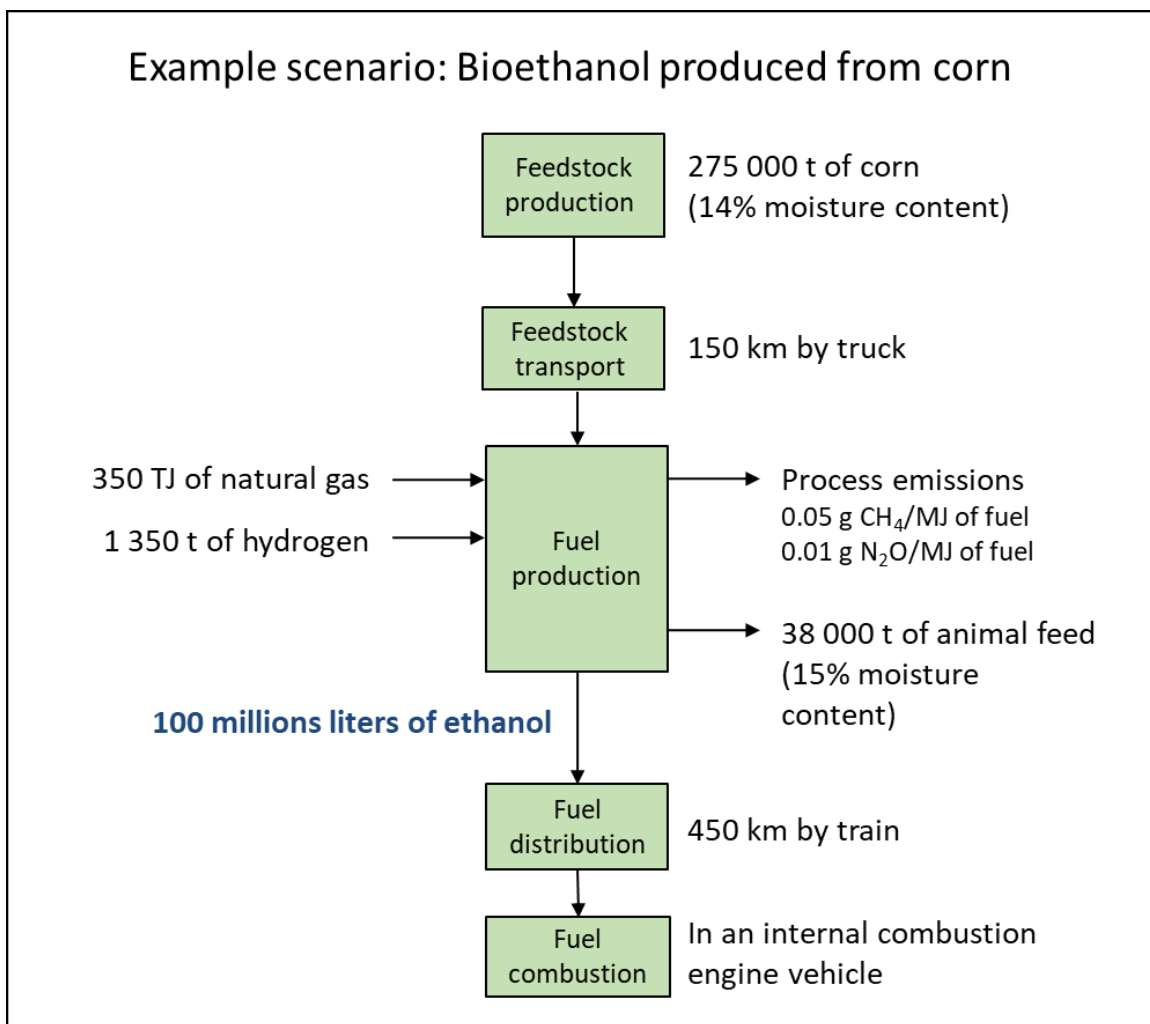 Example scenario: Bioethanol produced from corn
Feedstock
production
275 000 t of corn
(14% moisture content)
Feedstock
transport
150 km by truck
350 TJ of natural gas
1 350 t of hydrogen
Fuel
production
Process emissions
0.05 g CH₄/MJ of fuel
0.01 g N₂O/MJ of fuel
38 000 t of animal feed
(15% moisture
content)
100 millions liters of ethanol
Fuel
distribution
450 km by train
Fuel
combustion
In an internal combustion
engine vehicle